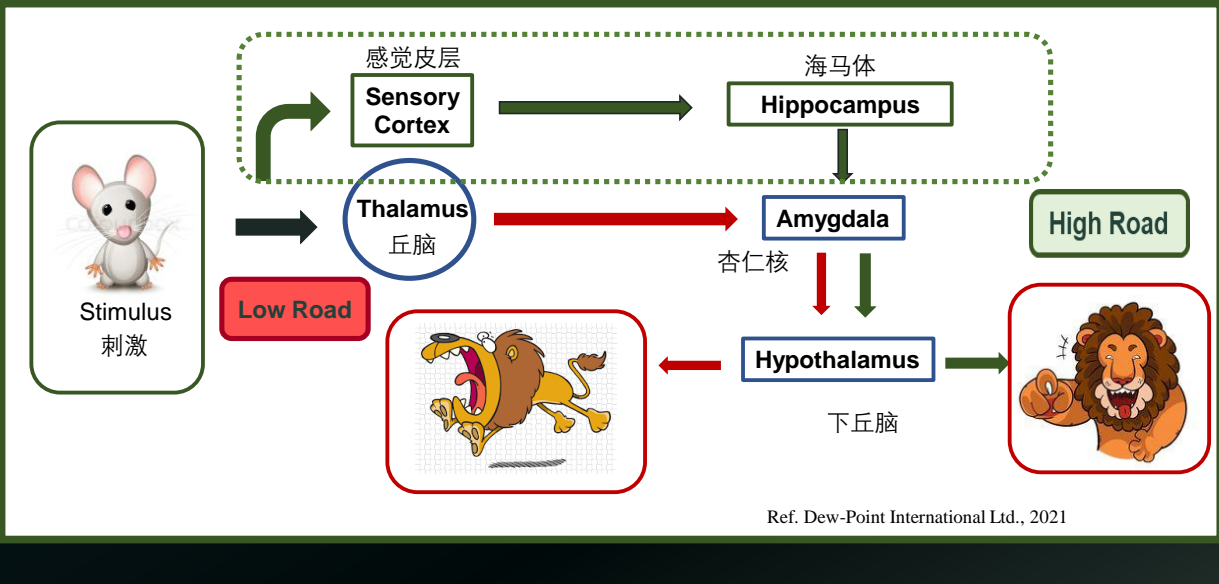 感觉皮层
Sensory
Cortex
海马体
Hippocampus
Thalamus
丘脑
Amygdala
杏仁核
High Road
Stimulus
刺激
Low Road
Hypothalamus
下丘脑
Ref. Dew-Point International Ltd., 2021